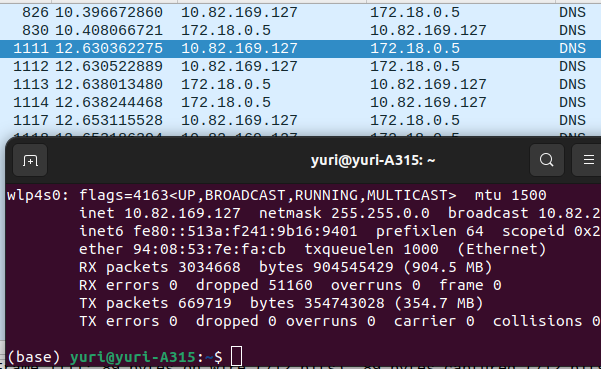 826 10.396672860 10.82.169.127 172.18.0.5 DNS
830 10.408066721 172.18.0.5 10.82.169.127 DNS
1111 12.630362275 10.82.169.127 172.18.0.5 DNS
1112 12.630522889 10.82.169.127 172.18.0.5 DNS
1113 12.638013480 172.18.0.5 10.82.169.127 DNS
1114 12.638244468 172.18.0.5 10.82.169.127 DNS
1117 12.653115528 10.82.169.127 172.18.0.5 DNS
yuri@yuri-A315: ~
wlp4s0: flags=4163<UP,BROADCAST,RUNNING,MULTICAST> mtu 1500
inet 10.82.169.127 netmask 255.255.0.0 broadcast 10.82.2
inet6 fe80::513a:f241:9b16:9401 prefixlen 64 scopeid 0x2
ether 94:08:53:7e:fa:cb txqueuelen 1000 (Ethernet)
RX packets 3034668 bytes 904545429 (904.5 MB)
RX errors 0 dropped 51160 overruns 0 frame 0
TX packets 669719 bytes 354743028 (354.7 MB)
TX errors 0 dropped 0 overruns 0 carrier 0 collisions 0
(base) yuri@yuri-A315:~$